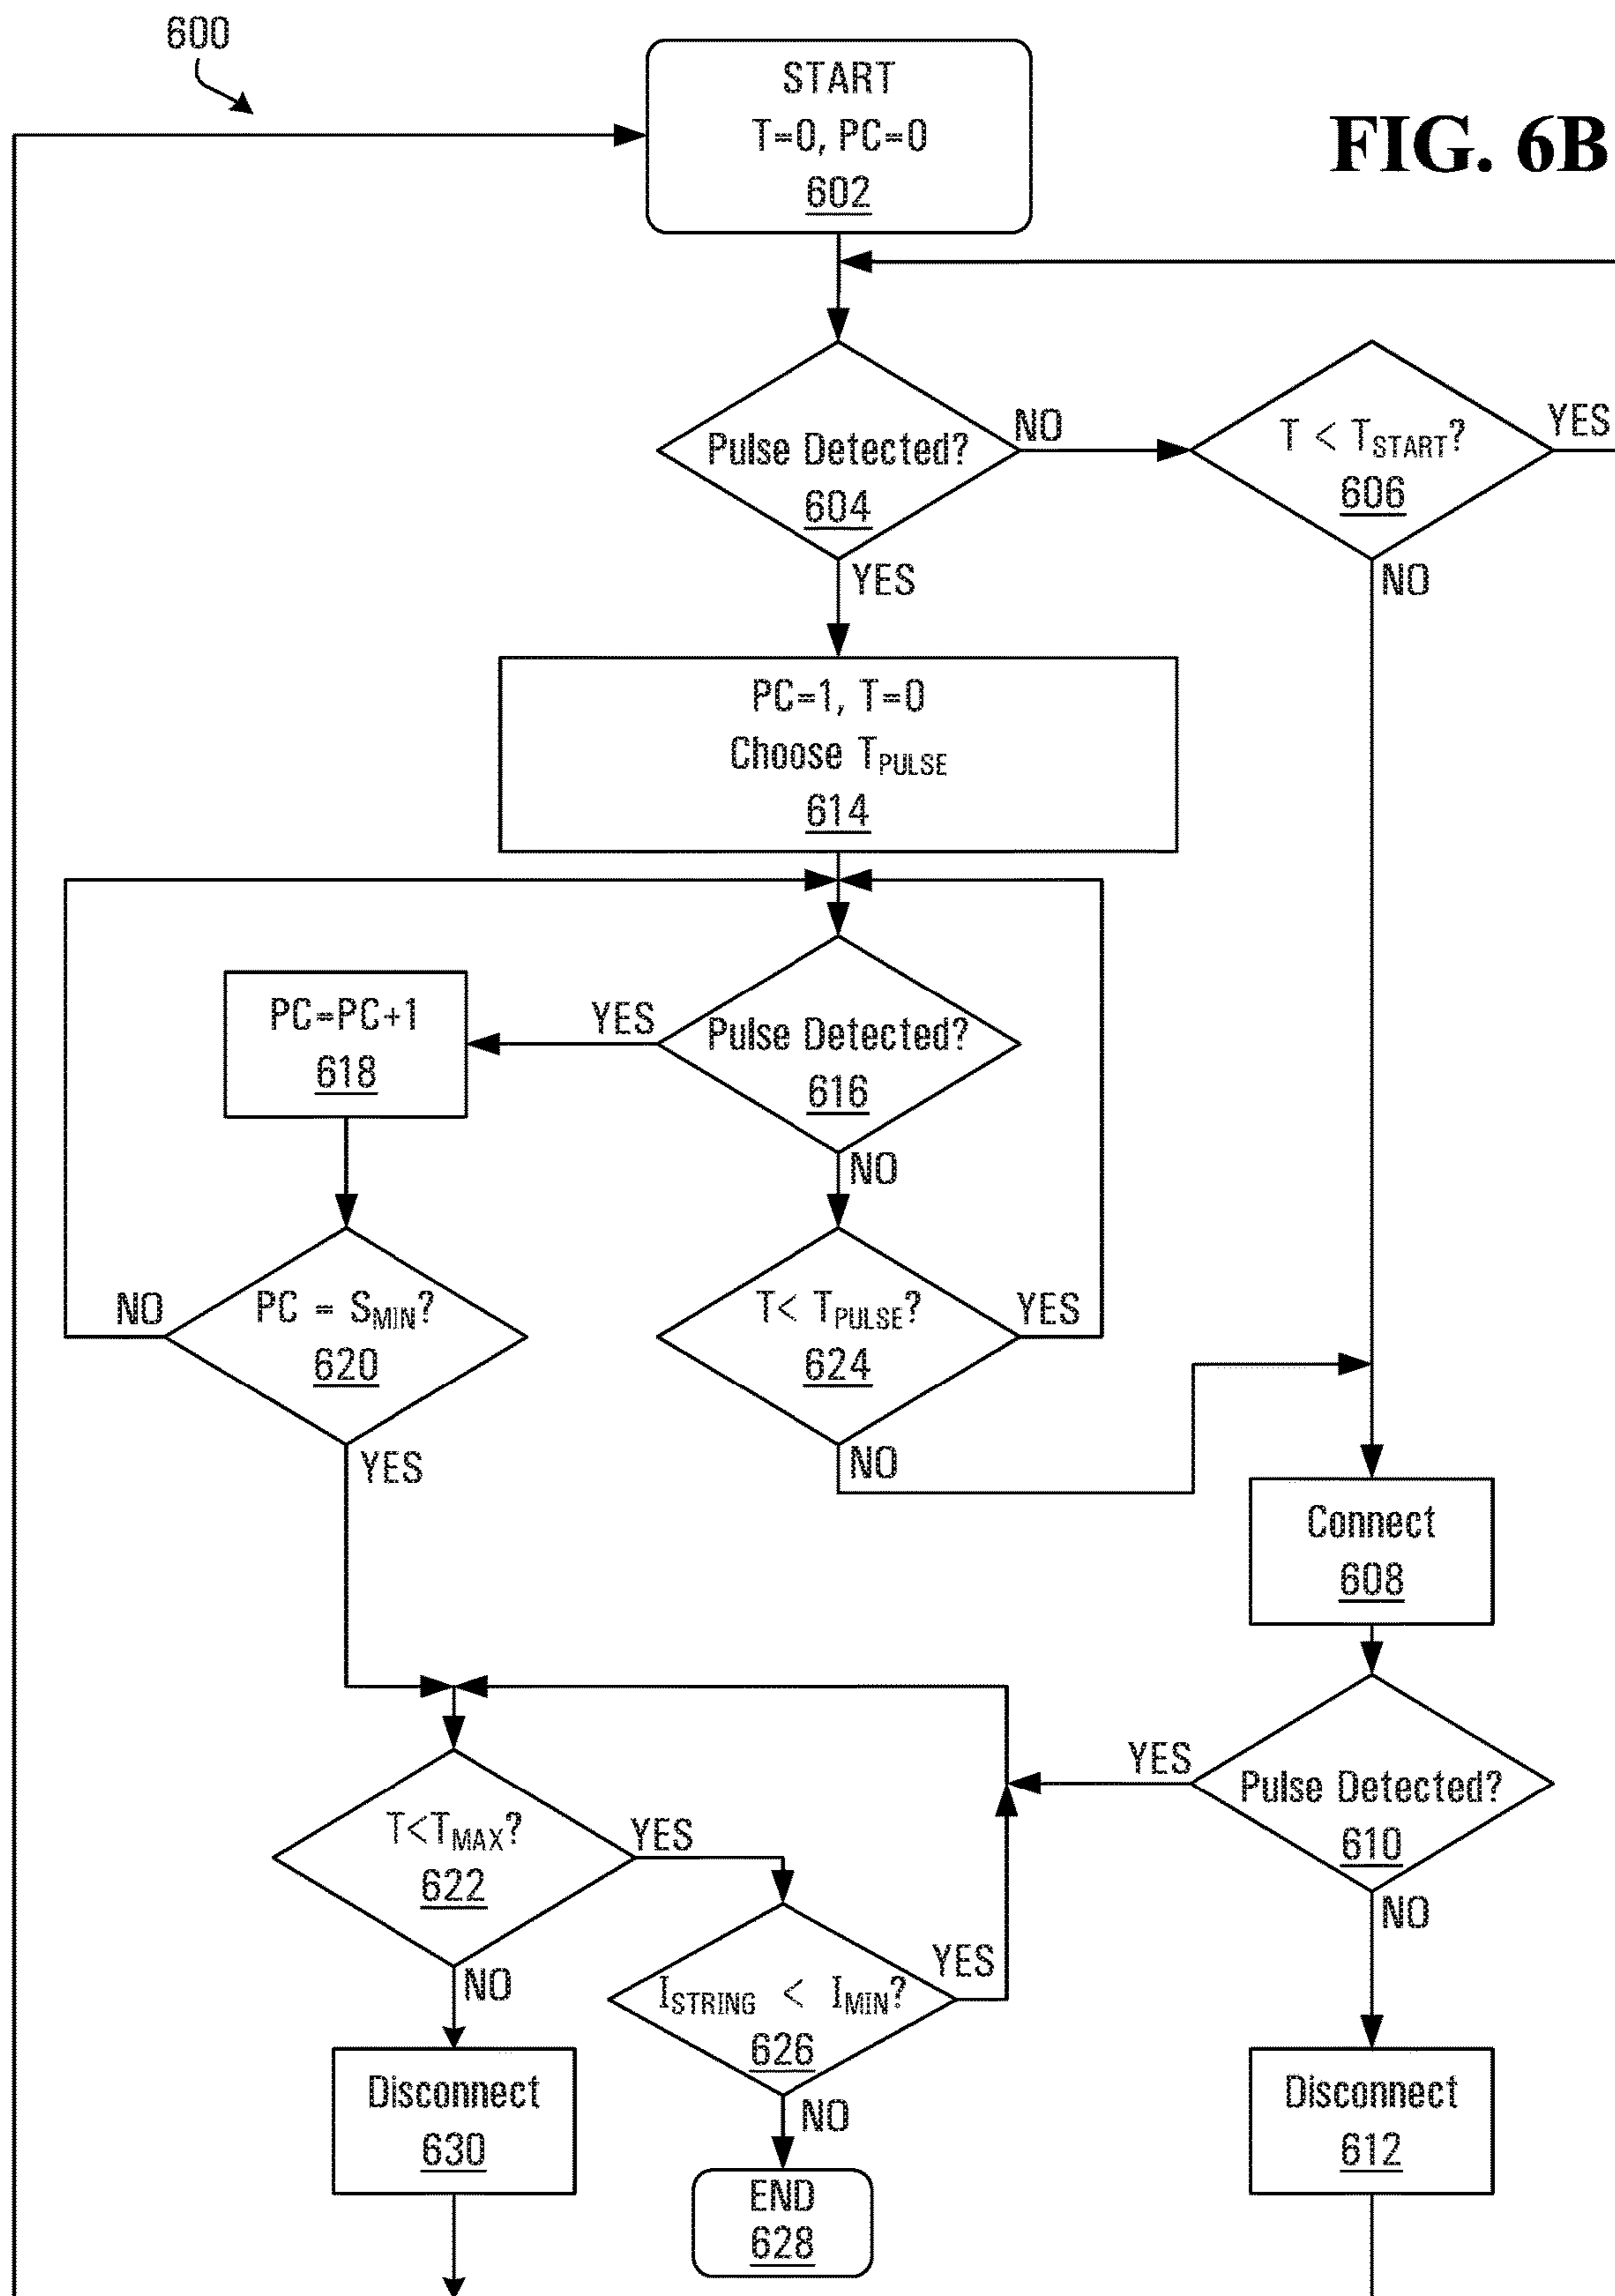 600
START
T=0, PC=0
602
FIG. 6B
Pulse Detected?
604
NO
YES
T < TSTART?
606
YES
NO
PC=1, T=0
Choose TPULSE
614
Pulse Detected?
616
YES
NO
PC=PC+1
618
PC = SMIN?
620
NO
YES
T< TPULSE?
624
YES
NO
Connect
608
Pulse Detected?
610
YES
NO
T<TMAX?
622
YES
NO
ISTRING < IMIN?
626
YES
NO
Disconnect
630
END
628
Disconnect
612